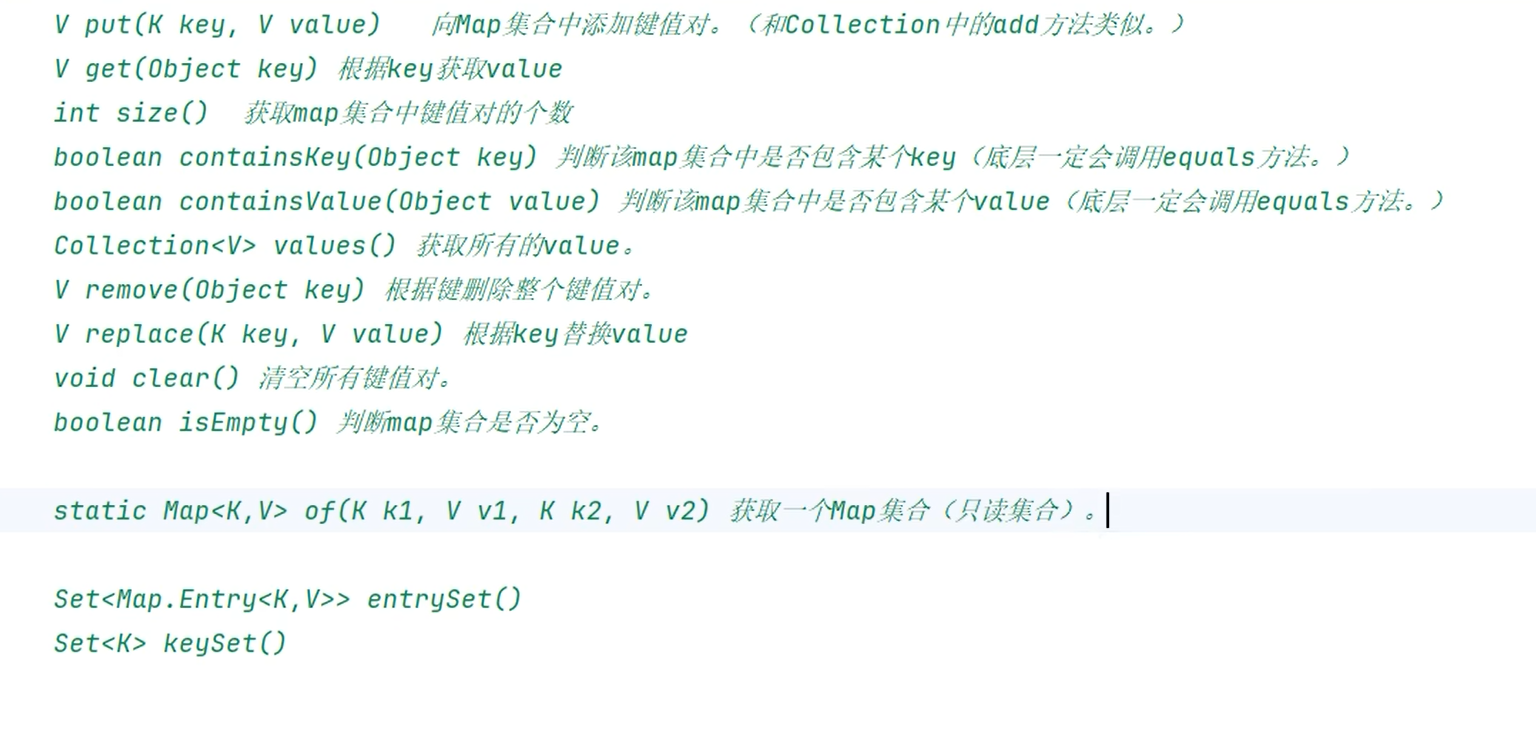 V put(K key, V value)   向Map集合中添加键值对。（和Collection中的add方法类似。）
V get(Object key) 根据key获取value
int size()  获取map集合中键值对的个数
boolean containsKey(Object key) 判断该map集合中是否包含某个key（底层一定会调用equals方法。）
boolean containsValue(Object value) 判断该map集合中是否包含某个value（底层一定会调用equals方法。）
Collection<V> values() 获取所有的value。
V remove(Object key) 根据键删除整个键值对。
V replace(K key, V value) 根据key替换value
void clear() 清空所有键值对。
boolean isEmpty() 判断map集合是否为空。
static Map<K,V> of(K k1, V v1, K k2, V v2) 获取一个Map集合（只读集合）。
Set<Map.Entry<K,V>> entrySet()
Set<K> keySet()